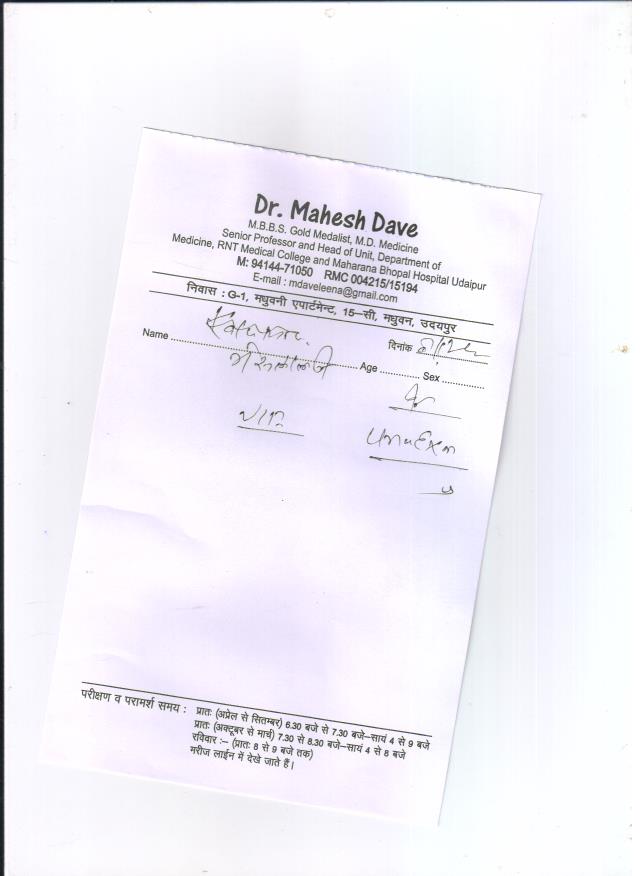 Dr. Mahesh Dave
M.B.B.S. Gold Medalist, M.D. Medicine
Senior Professor and Head of Unit, Department of
Medicine, RNT Medical College and Maharana Bhopal Hospital Udaipur
M: 94144-71050 RMC 004215/15194
E-mail : mdaveleena@gmail.com
निवास : G-1, मधुवनी एपार्टमेन्ट, 15–सी, मधुवन, उदयपुर
दिनांक
Name ........ Age ........ Sex ........
परीक्षण व परामर्श समय : प्रातः (अप्रेल से सितम्बर) 6.30 बजे से 7.30 बजे–सायं 4 से 9 बजे
प्रातः (अक्टूबर से मार्च) 7.30 से 8.30 बजे–सायं 4 से 8 बजे
रविवार :– (प्रातः 8 से 9 बजे तक)
मरीज लाईन में देखे जाते हैं।